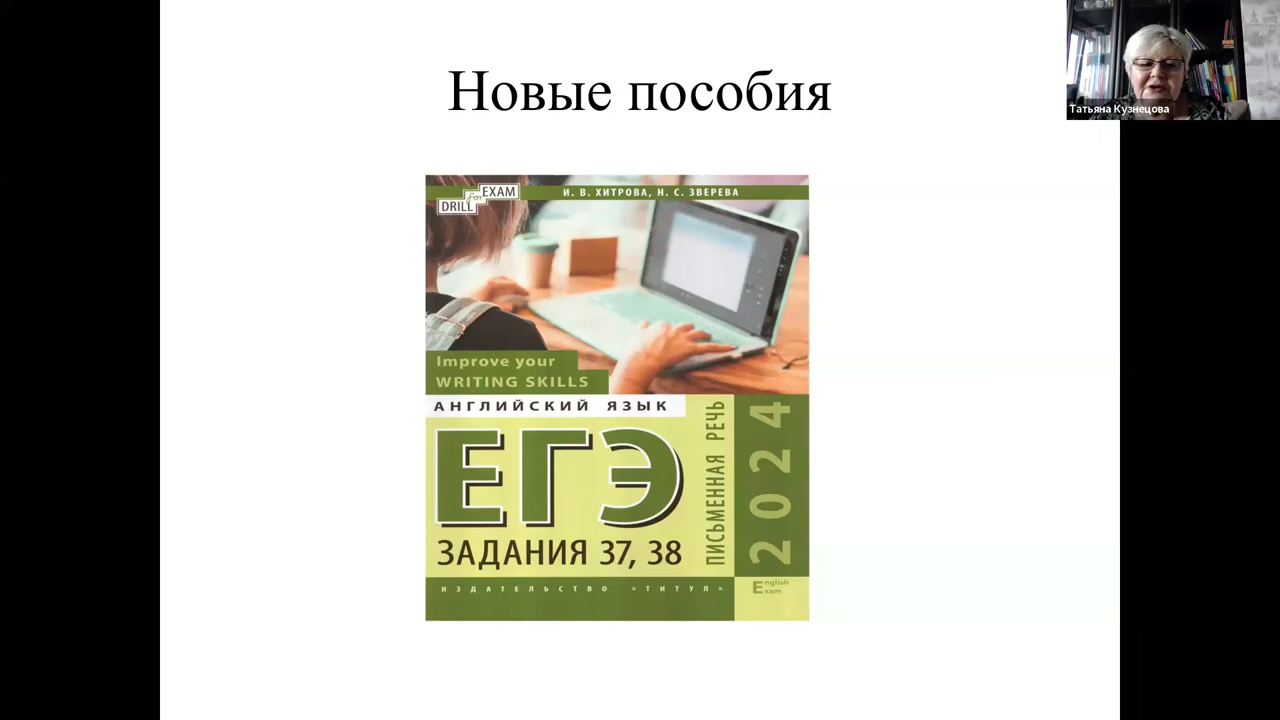 Новые пособия
Татьяна Кузнецова
DRILL for EXAM
И. В. ХИТРОВА, Н. С. ЗВЕРЕВА
Improve your
WRITING SKILLS
АНГЛИЙСКИЙ ЯЗЫК
ЕГЭ
ЗАДАНИЯ 37, 38
ПИСЬМЕННАЯ РЕЧЬ
2024
ИЗДАТЕЛЬСТВО «ТИТУЛ»
English
Exam